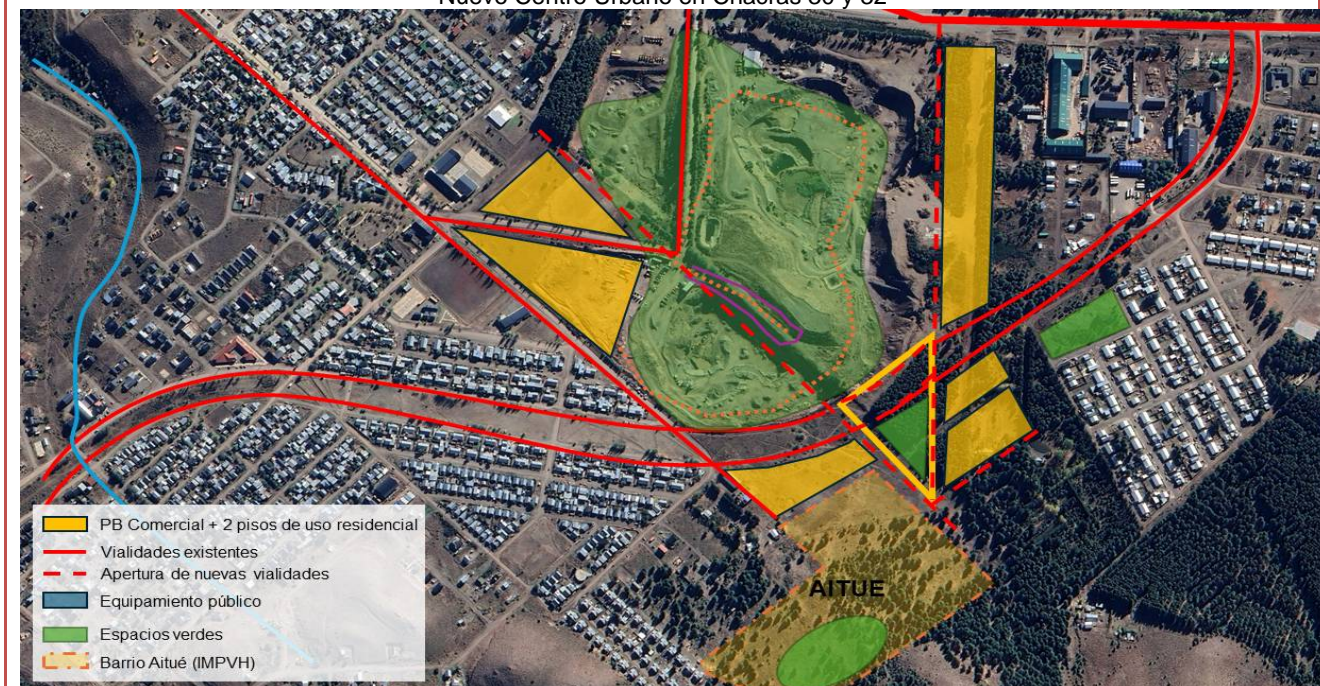 Nuevo Centro Urbano en Chacras 30 y 32
PB Comercial + 2 pisos de uso residencial
Vialidades existentes
Apertura de nuevas vialidades
Equipamiento público
Espacios verdes
Barrio Aitué (IMPVH)
AITUE